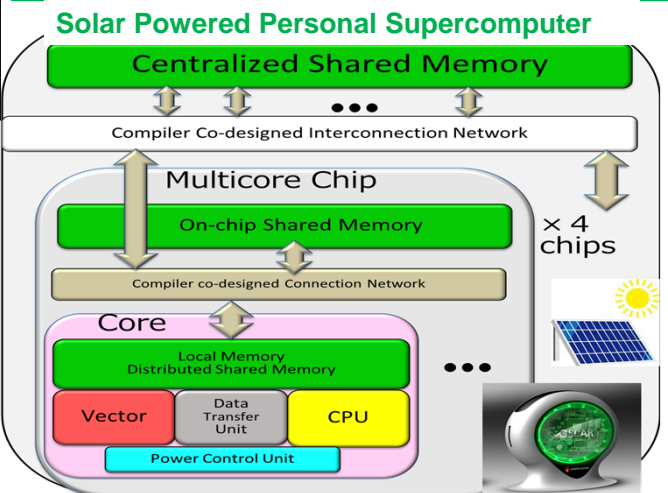 Solar Powered Personal Supercomputer
Centralized Shared Memory
•••
Compiler Co-designed Interconnection Network
Multicore Chip
On-chip Shared Memory
× 4
chips
Compiler co-designed Connection Network
Core
Local Memory
Distributed Shared Memory
•••
Vector
Data
Transfer
Unit
CPU
Power Control Unit
OSCAR